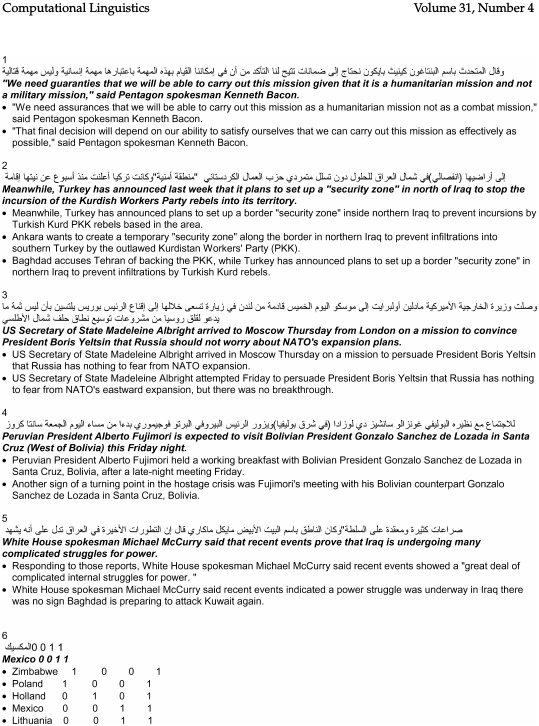 Computational Linguistics Volume 31, Number 4
1
وقال المتحدث باسم البنتاغون كينيث بايكون نحتاج إلى ضمانات تتيح لنا التأكد من أن في إمكاننا القيام بهذه المهمة باعتبارها مهمة إنسانية وليس مهمة قتالية
"We need guaranties that we will be able to carry out this mission given that it is a humanitarian mission and not
a military mission," said Pentagon spokesman Kenneth Bacon.
• "We need assurances that we will be able to carry out this mission as a humanitarian mission not as a combat mission,"
said Pentagon spokesman Kenneth Bacon.
• "That final decision will depend on our ability to satisfy ourselves that we can carry out this mission as effectively as
possible," said Pentagon spokesman Kenneth Bacon.
2
إلى أراضيها (انفصالي)في شمال العراق للحلول دون تسلل متمردي حزب العمال الكردستاني "منطقة أمنية"وكانت تركيا أعلنت منذ أسبوع عن نيتها إقامة
Meanwhile, Turkey has announced last week that it plans to set up a "security zone" in north of Iraq to stop the
incursion of the Kurdish Workers Party rebels into its territory.
• Meanwhile, Turkey has announced plans to set up a border "security zone" inside northern Iraq to prevent incursions by
Turkish Kurd PKK rebels based in the area.
• Ankara wants to create a temporary "security zone" along the border in northern Iraq to prevent infiltrations into
southern Turkey by the outlawed Kurdistan Workers' Party (PKK).
• Baghdad accuses Tehran of backing the PKK, while Turkey has announced plans to set up a border "security zone" in
northern Iraq to prevent infiltrations by Turkish Kurd rebels.
3
وصلت وزيرة الخارجية الأميركية مادلين أولبرايت إلى موسكو اليوم الخميس قادمة من لندن في زيارة تسعى خلالها إلى إقناع الرئيس بوريس يلتسين بأن ليس ثمة ما
يدعو لقلق روسيا من مشروعات توسيع نطاق حلف شمال الأطلسي
US Secretary of State Madeleine Albright arrived to Moscow Thursday from London on a mission to convince
President Boris Yeltsin that Russia should not worry about NATO's expansion plans.
• US Secretary of State Madeleine Albright arrived in Moscow Thursday on a mission to persuade President Boris Yeltsin
that Russia has nothing to fear from NATO expansion.
• US Secretary of State Madeleine Albright attempted Friday to persuade President Boris Yeltsin that Russia has nothing
to fear from NATO's eastward expansion, but there was no breakthrough.
4
للاجتماع مع نظيره البوليفي غونزالو سانشيز دي لوزادا (في شرق بوليفيا)ويزور الرئيس البيروفي البرتو فوجيموري بدءا من مساء اليوم الجمعة سانتا كروز
Peruvian President Alberto Fujimori is expected to visit Bolivian President Gonzalo Sanchez de Lozada in Santa
Cruz (West of Bolivia) this Friday night.
• Peruvian President Alberto Fujimori held a working breakfast with Bolivian President Gonzalo Sanchez de Lozada in
Santa Cruz, Bolivia, after a late-night meeting Friday.
• Another sign of a turning point in the hostage crisis was Fujimori's meeting with his Bolivian counterpart Gonzalo
Sanchez de Lozada in Santa Cruz, Bolivia.
5
صراعات كثيرة ومعقدة على السلطة"وكان الناطق باسم البيت الأبيض مايكل ماكاري قال إن التطورات الأخيرة في العراق تدل على أنه يشهد
White House spokesman Michael McCurry said that recent events prove that Iraq is undergoing many
complicated struggles for power.
• Responding to those reports, White House spokesman Michael McCurry said recent events showed a "great deal of
complicated internal struggles for power. "
• White House spokesman Michael McCurry said recent events indicated a power struggle was underway in Iraq there
was no sign Baghdad is preparing to attack Kuwait again.
6
المكسيك0 0 1 1
Mexico 0 0 1 1
• Zimbabwe 1 0 0 1
• Poland 1 0 0 1
• Holland 0 1 0 1
• Mexico 0 0 1 1
• Lithuania 0 0 1 1